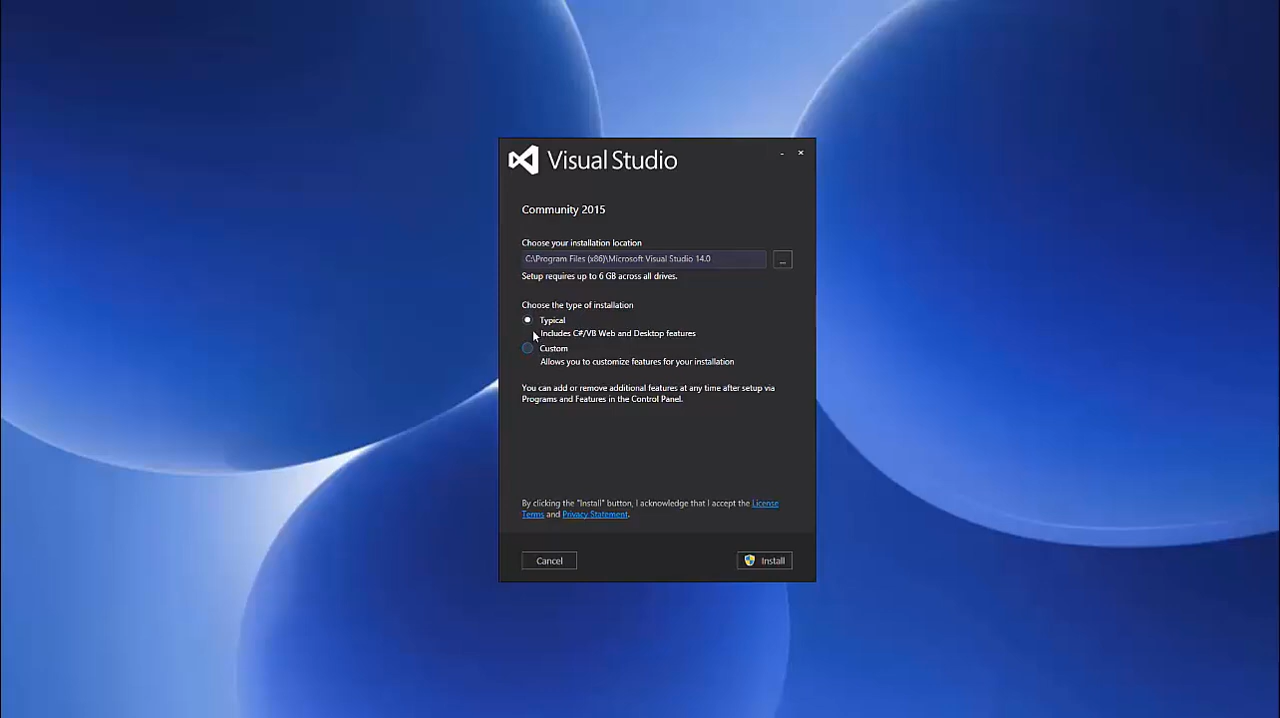 Visual Studio
Community 2015
Choose your installation location
C:\Program Files (x86)\Microsoft Visual Studio 14.0
...
Setup requires up to 6 GB across all drives.
Choose the type of installation
Typical
Includes C#/VB Web and Desktop features
Custom
Allows you to customize features for your installation
You can add or remove additional features at any time after setup via
Programs and Features in the Control Panel.
By clicking the "Install" button, I acknowledge that I accept the License
Terms and Privacy Statement.
Cancel
Install